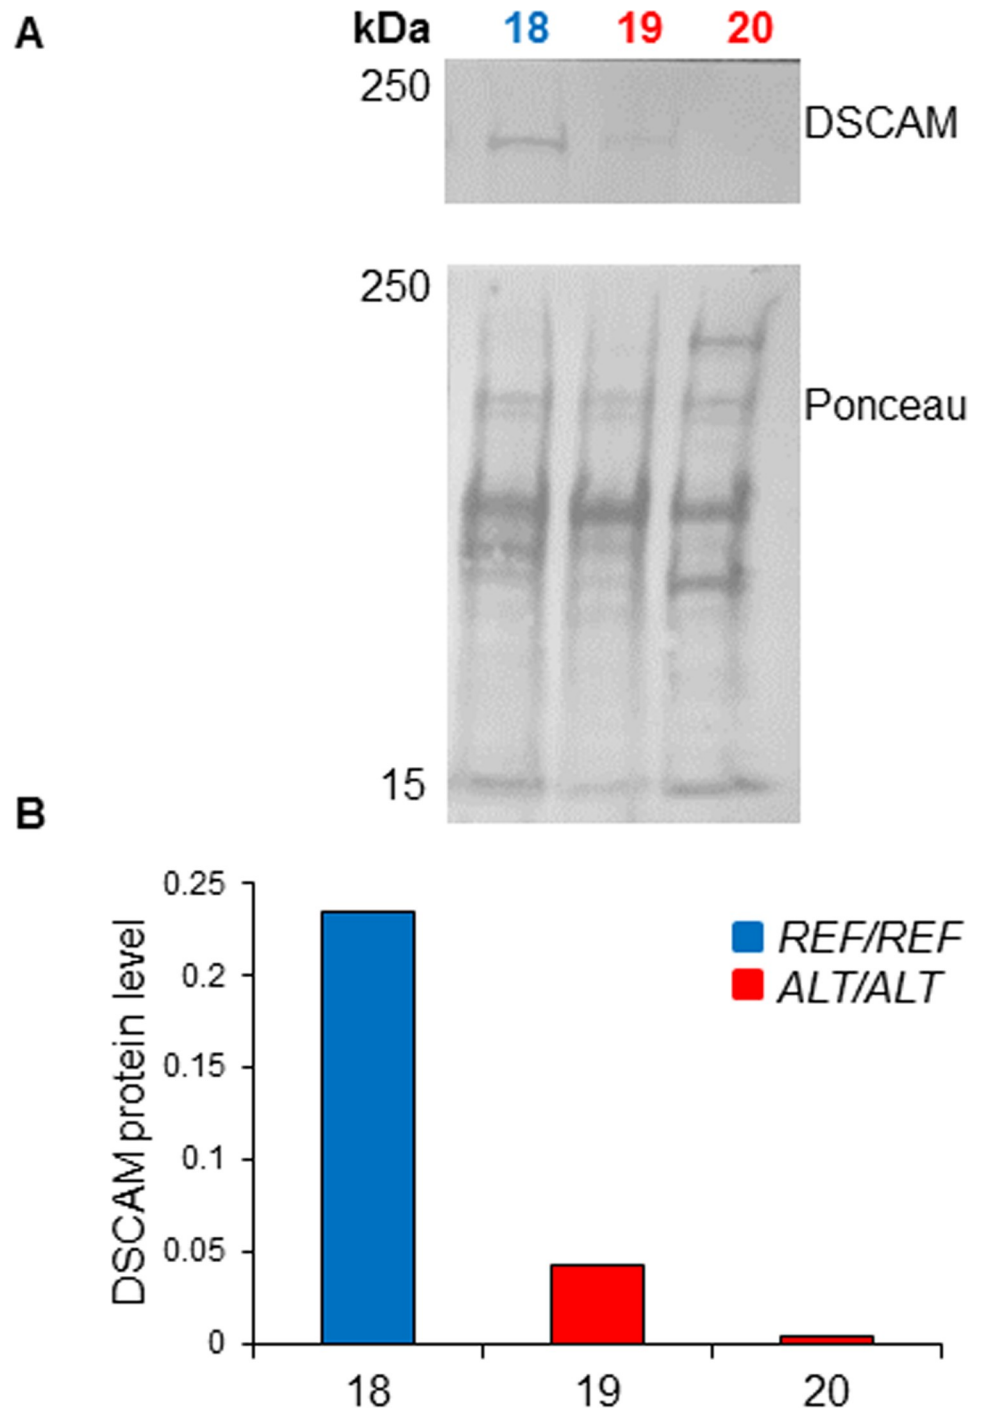 A
kDa 18 19 20
250
DSCAM
250
Ponceau
15
B
0.25
0.2
0.15
0.1
0.05
0
DSCAM protein level
REF/REF
ALT/ALT
18 19 20